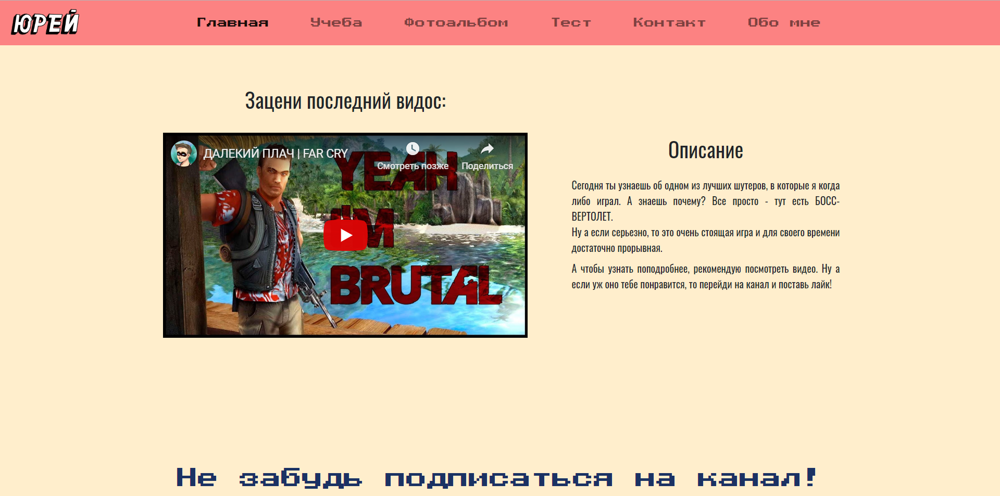 ЮРЕЙ
Главная Учеба Фотоальбом Тест Контакт Обо мне
Зацени последний видос:
ДАЛЕКИЙ ПЛАЧ | FAR CRY
Смотреть позже Поделиться
YEAH
I'M
BRUTAL
Описание
Сегодня ты узнаешь об одном из лучших шутеров, в которые я когда
либо играл. А знаешь почему? Все просто - тут есть БОСС-
ВЕРТОЛЕТ.
Ну а если серьезно, то это очень стоящая игра и для своего времени
достаточно прорывная.
А чтобы узнать поподробнее, рекомендую посмотреть видео. Ну а
если уж оно тебе понравится, то перейди на канал и поставь лайк!
Не забудь подписаться на канал!